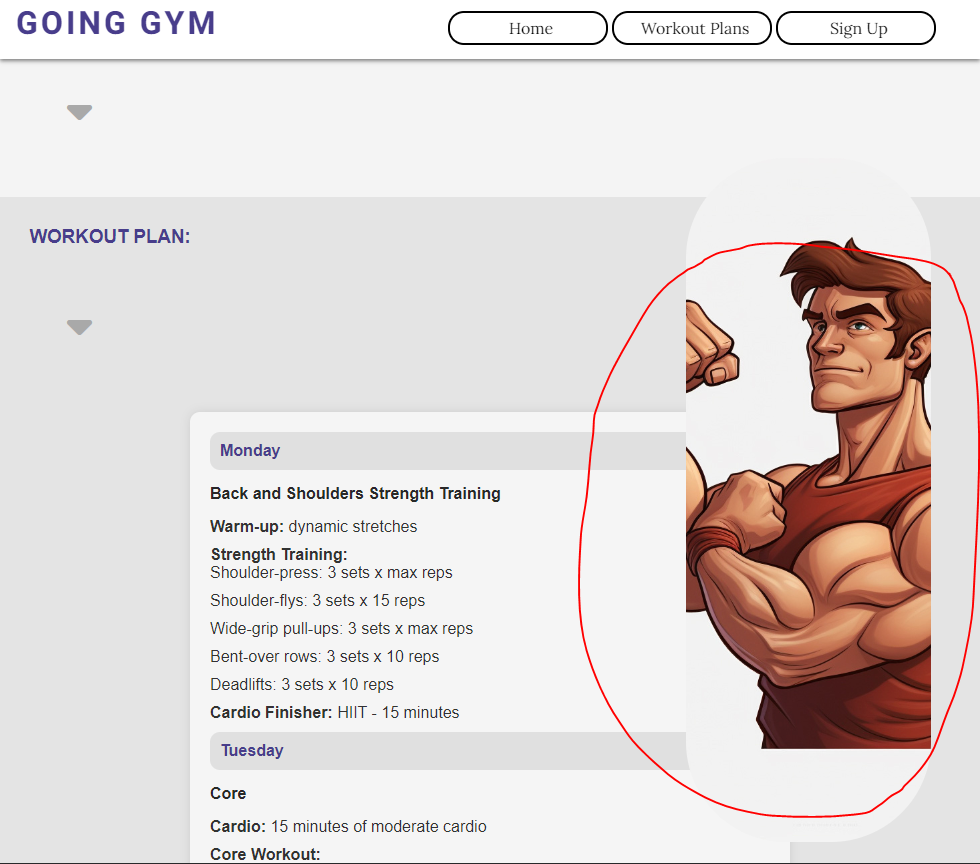 GOING GYM
Home
Workout Plans
Sign Up
WORKOUT PLAN:
Monday
Back and Shoulders Strength Training
Warm-up: dynamic stretches
Strength Training:
Shoulder-press: 3 sets x max reps
Shoulder-flys: 3 sets x 15 reps
Wide-grip pull-ups: 3 sets x max reps
Bent-over rows: 3 sets x 10 reps
Deadlifts: 3 sets x 10 reps
Cardio Finisher: HIIT - 15 minutes
Tuesday
Core
Cardio: 15 minutes of moderate cardio
Core Workout: